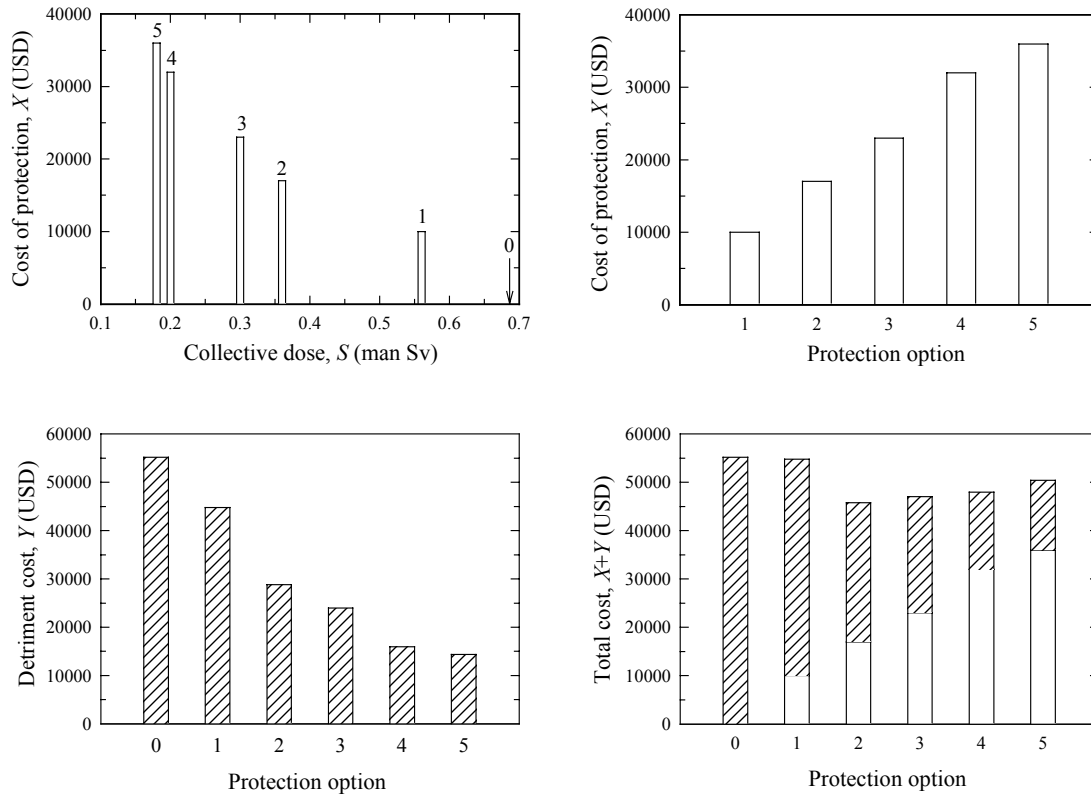 40000
30000
20000
10000
0
Cost of protection, X (USD)
5
4
3
2
1
0
0.1 0.2 0.3 0.4 0.5 0.6 0.7
Collective dose, S (man Sv)
40000
30000
20000
10000
0
Cost of protection, X (USD)
1 2 3 4 5
Protection option
60000
50000
40000
30000
20000
10000
0
Detriment cost, Y (USD)
0 1 2 3 4 5
Protection option
60000
50000
40000
30000
20000
10000
0
Total cost, X+Y (USD)
0 1 2 3 4 5
Protection option